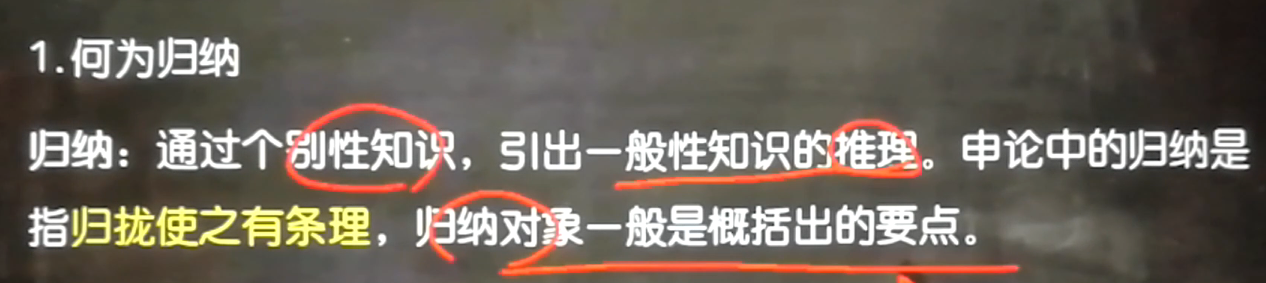 1.何为归纳
归纳：通过个别性知识，引出一般性知识的推理。申论中的归纳是
指归拢使之有条理，归纳对象一般是概括出的要点。